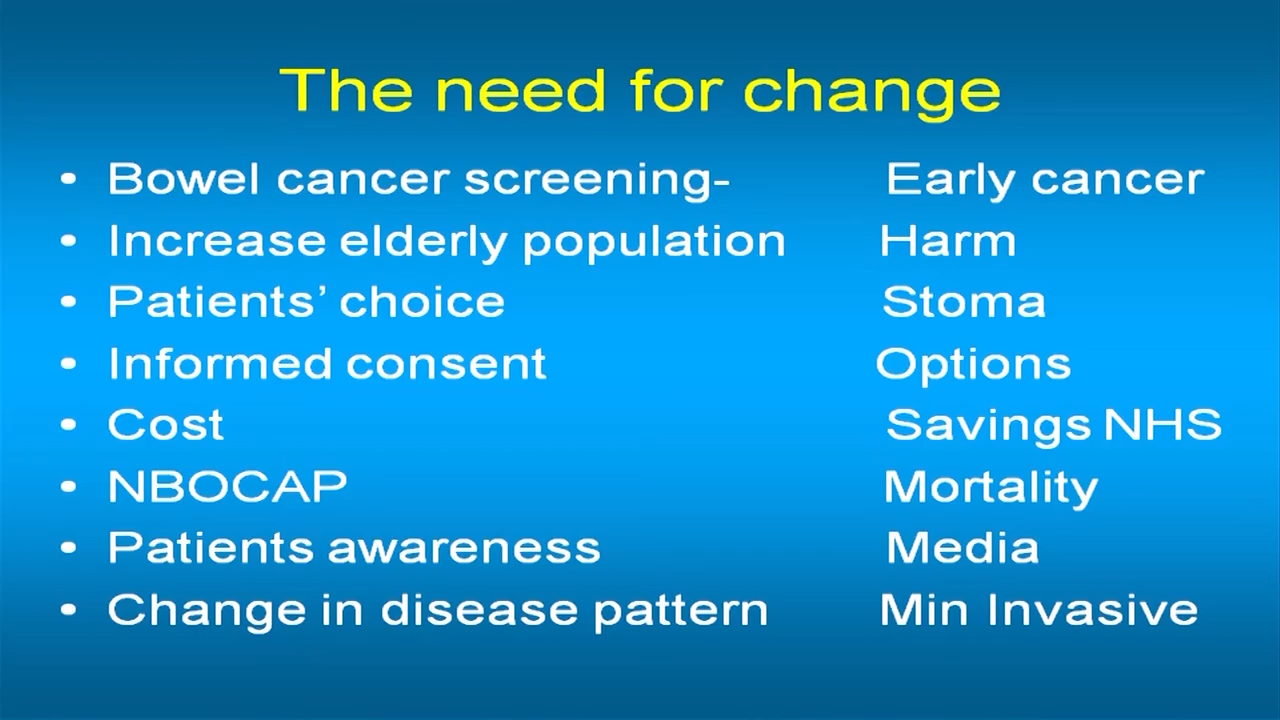 The need for change
• Bowel cancer screening- Early cancer
• Increase elderly population Harm
• Patients’ choice Stoma
• Informed consent Options
• Cost Savings NHS
• NBOCAP Mortality
• Patients awareness Media
• Change in disease pattern Min Invasive